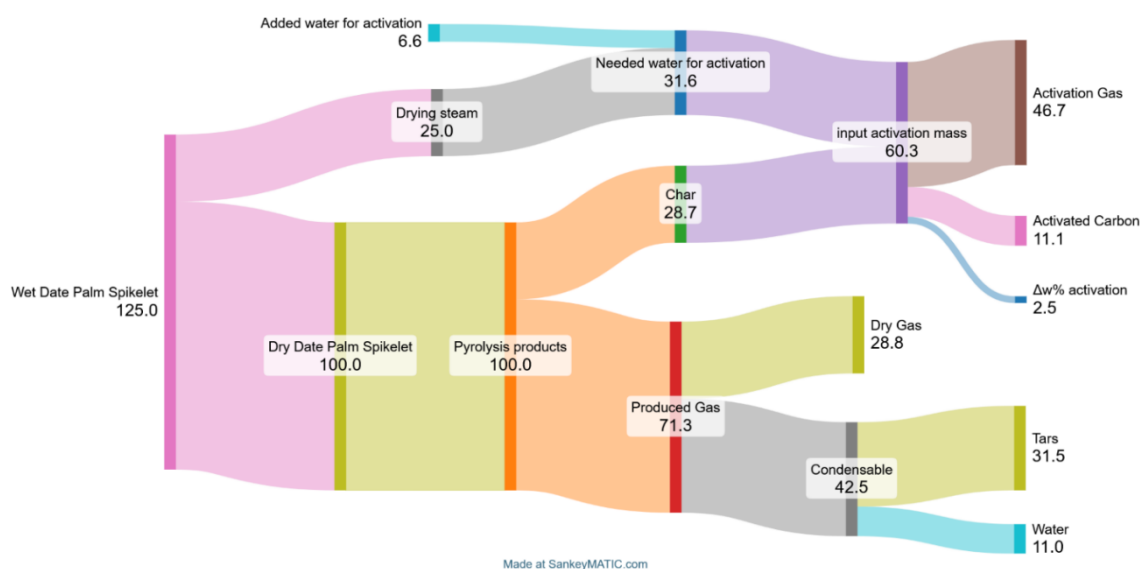 Added water for activation
6.6
Needed water for activation
31.6
Activation Gas
46.7
Drying steam
25.0
input activation mass
60.3
Char
28.7
Activated Carbon
11.1
Wet Date Palm Spikelet
125.0
Δw% activation
2.5
Dry Date Palm Spikelet
100.0
Pyrolysis products
100.0
Dry Gas
28.8
Produced Gas
71.3
Tars
31.5
Condensable
42.5
Water
11.0
Made at SankeyMATIC.com